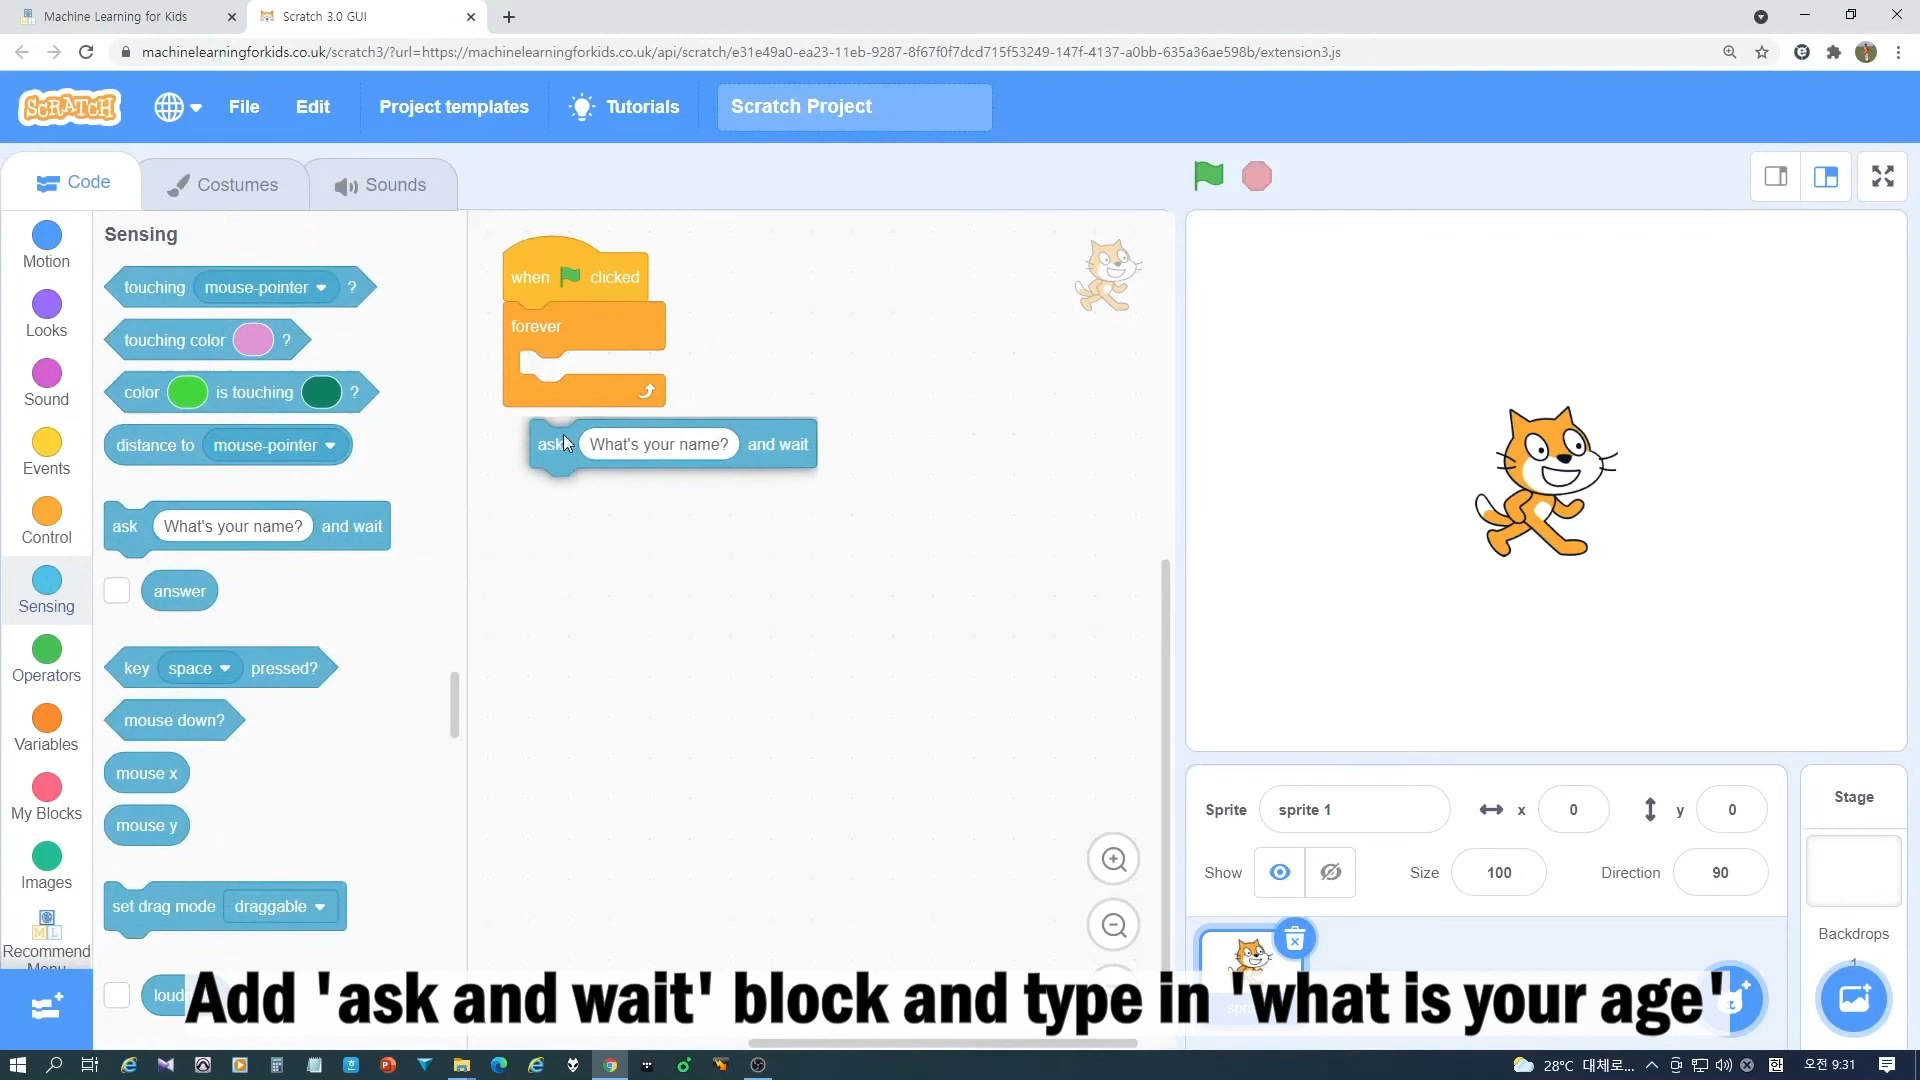 Machine Learning for Kids
Scratch 3.0 GUI
machinelearningforkids.co.uk/scratch3/?url=https://machinelearningforkids.co.uk/api/scratch/e31e49a0-ea23-11eb-9287-8f67f0f7dcd715f53249-147f-4137-a0bb-635a36ae598b/extension3.js
SCRATCH
File
Edit
Project templates
Tutorials
Scratch Project
Code
Costumes
Sounds
Motion
Looks
Sound
Events
Control
Sensing
Operators
Variables
My Blocks
Images
Recommend
Menu
Sensing
touching mouse-pointer ?
touching color ?
color is touching ?
distance to mouse-pointer
ask What's your name? and wait
answer
key space pressed?
mouse down?
mouse x
mouse y
set drag mode draggable
loud
when clicked
forever
ask What's your name? and wait
Sprite sprite 1 x 0 y 0
Show Size 100 Direction 90
Stage
Backdrops
1
Add 'ask and wait' block and type in 'what is your age'
28°C 대체로...
오전 9:31